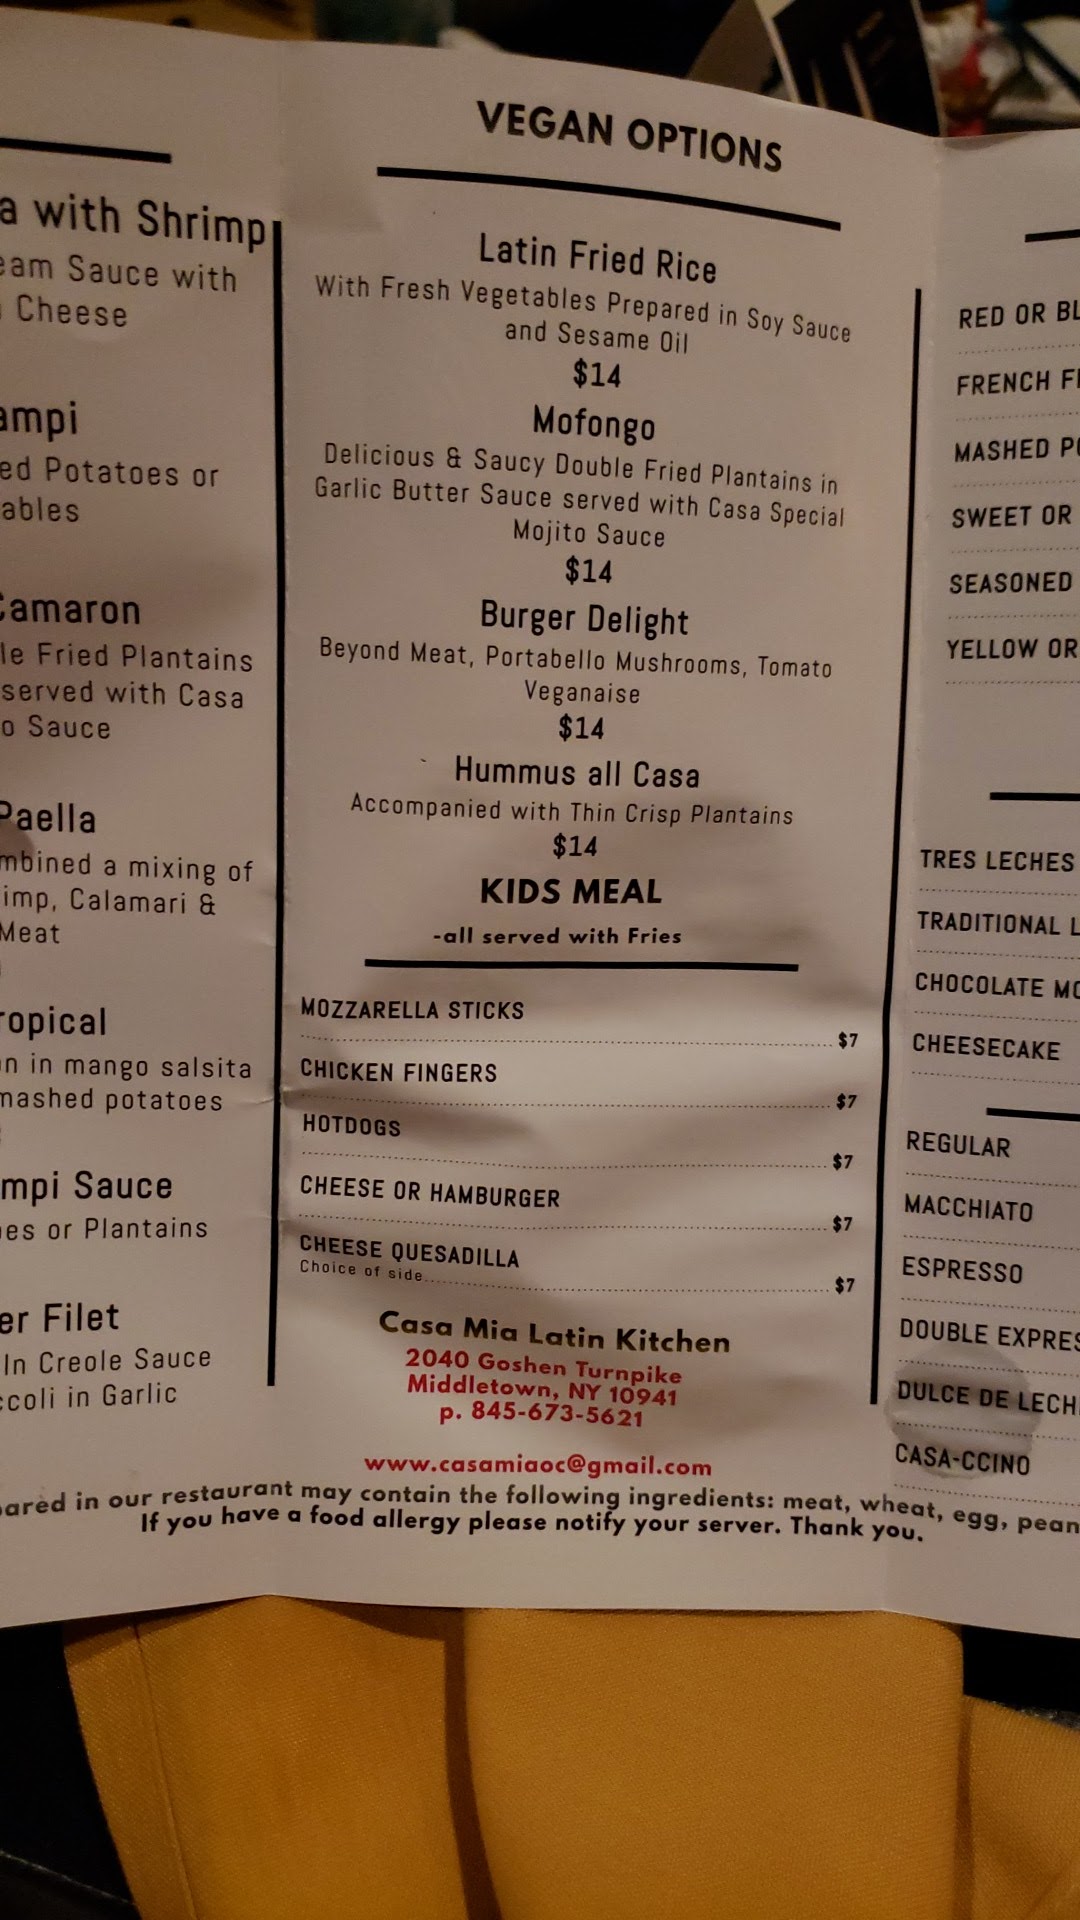 a with Shrimp
eam Sauce with
Cheese
ampi
ed Potatoes or
ables
Camaron
le Fried Plantains
served with Casa
o Sauce
Paella
mbined a mixing of
imp, Calamari &
Meat
ropical
n in mango salsita
mashed potatoes
mpi Sauce
es or Plantains
er Filet
In Creole Sauce
ccoli in Garlic
VEGAN OPTIONS
Latin Fried Rice
With Fresh Vegetables Prepared in Soy Sauce
and Sesame Oil
$14
Mofongo
Delicious & Saucy Double Fried Plantains in
Garlic Butter Sauce served with Casa Special
Mojito Sauce
$14
Burger Delight
Beyond Meat, Portabello Mushrooms, Tomato
Veganaise
$14
Hummus all Casa
Accompanied with Thin Crisp Plantains
$14
KIDS MEAL
-all served with Fries
MOZZARELLA STICKS
$7
CHICKEN FINGERS
$7
HOTDOGS
$7
CHEESE OR HAMBURGER
$7
CHEESE QUESADILLA
Choice of side $7
Casa Mia Latin Kitchen
2040 Goshen Turnpike
Middletown, NY 10941
p. 845-673-5621
www.casamiaoc@gmail.com
RED OR BL
FRENCH F
MASHED PO
SWEET OR
SEASONED
YELLOW OR
TRES LECHES
TRADITIONAL L
CHOCOLATE MO
CHEESECAKE
REGULAR
MACCHIATO
ESPRESSO
DOUBLE EXPRES
DULCE DE LECH
CASA-CCINO
ared in our restaurant may contain the following ingredients: meat, wheat, egg, pean
If you have a food allergy please notify your server. Thank you.